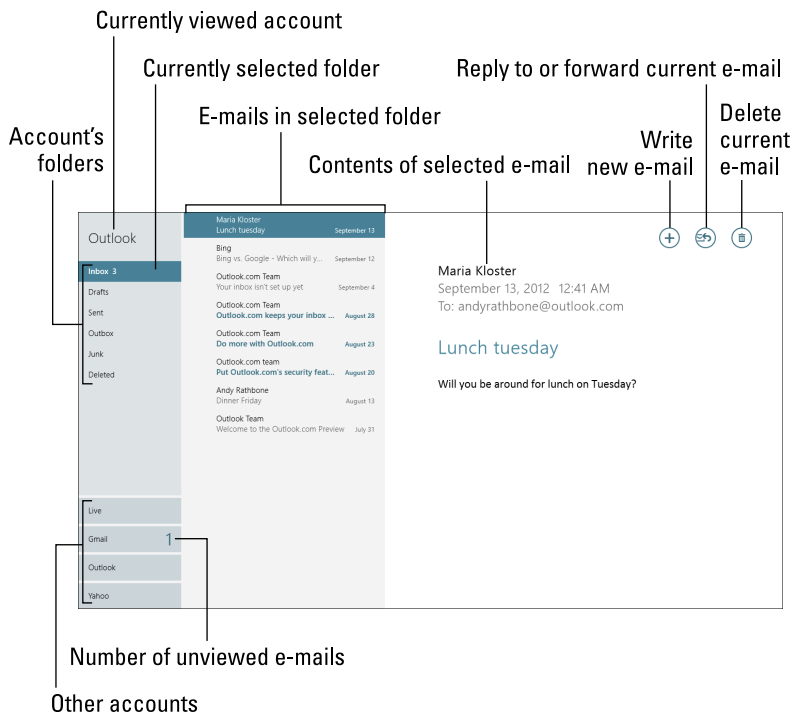 Currently viewed account
Currently selected folder
Reply to or forward current e-mail
E-mails in selected folder
Delete
current
e-mail
Account's
folders
Write
new e-mail
Contents of selected e-mail
Outlook
Inbox 3
Drafts
Sent
Outbox
Junk
Deleted
Live
Gmail 1
Outlook
Yahoo
Maria Kloster
Lunch tuesday September 13
Bing
Bing vs. Google - Which will y... September 12
Outlook.com Team
Your inbox isn't set up yet September 4
Outlook.com Team
Outlook.com keeps your inbox ... August 28
Outlook.com Team
Do more with Outlook.com August 23
Outlook.com team
Put Outlook.com's security feat... August 20
Andy Rathbone
Dinner Friday August 13
Outlook Team
Welcome to the Outlook.com Preview July 31
Maria Kloster
September 13, 2012 12:41 AM
To: andyrathbone@outlook.com
Lunch tuesday
Will you be around for lunch on Tuesday?
Number of unviewed e-mails
Other accounts